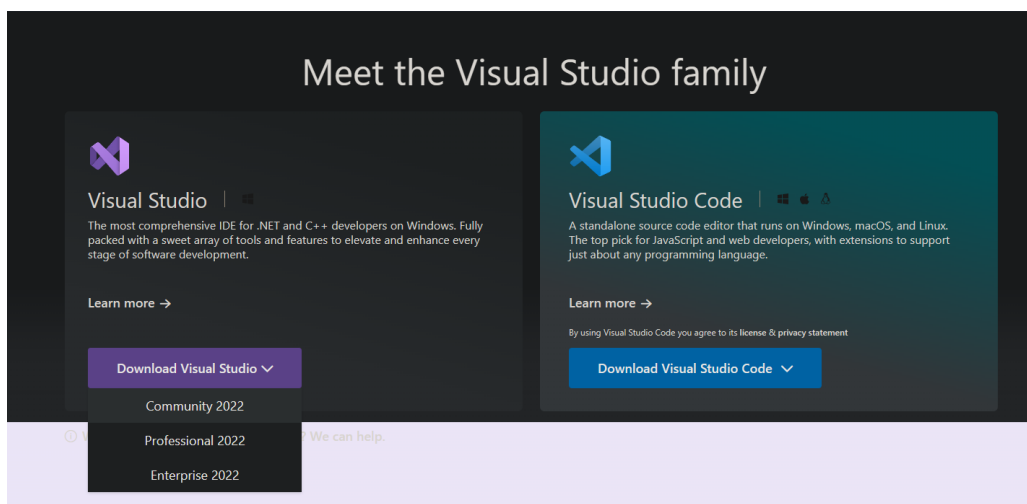 Meet the Visual Studio family
Visual Studio
The most comprehensive IDE for .NET and C++ developers on Windows. Fully
packed with a sweet array of tools and features to elevate and enhance every
stage of software development.
Learn more →
Download Visual Studio
Community 2022
Professional 2022
Enterprise 2022
Visual Studio Code
A standalone source code editor that runs on Windows, macOS, and Linux.
The top pick for JavaScript and web developers, with extensions to support
just about any programming language.
Learn more →
By using Visual Studio Code you agree to its license & privacy statement
Download Visual Studio Code
? We can help.